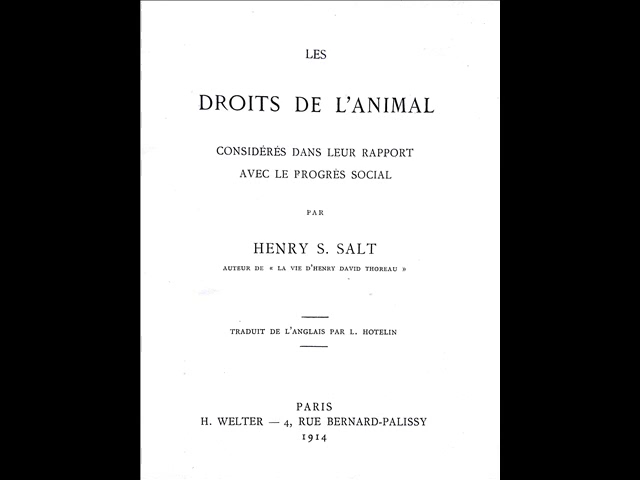 LES
DROITS DE L'ANIMAL
CONSIDÉRÉS DANS LEUR RAPPORT
AVEC LE PROGRÈS SOCIAL
PAR
HENRY S. SALT
AUTEUR DE « LA VIE D'HENRY DAVID THOREAU »
TRADUIT DE L'ANGLAIS PAR L. HOTELIN
PARIS
H. WELTER — 4, RUE BERNARD-PALISSY
1914